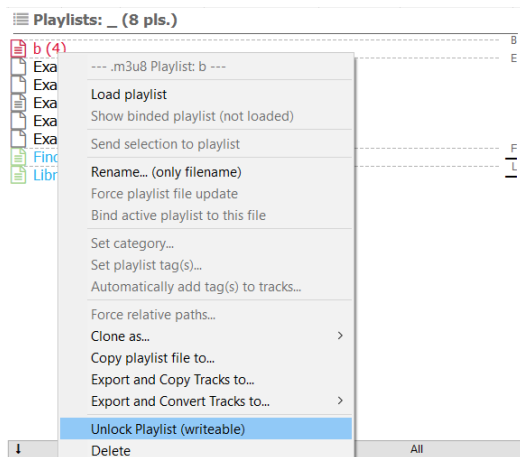 Playlists: _ (8 pls.)
B
b (4)
E
Exa
Exa
Exa
Exa
Exa
F
Find
L
Libr
--- .m3u8 Playlist: b ---
Load playlist
Show binded playlist (not loaded)
Send selection to playlist
Rename... (only filename)
Force playlist file update
Bind active playlist to this file
Set category...
Set playlist tag(s)...
Automatically add tag(s) to tracks...
Force relative paths...
Clone as...
Copy playlist file to...
Export and Copy Tracks to...
Export and Convert Tracks to...
Unlock Playlist (writeable)
Delete
All